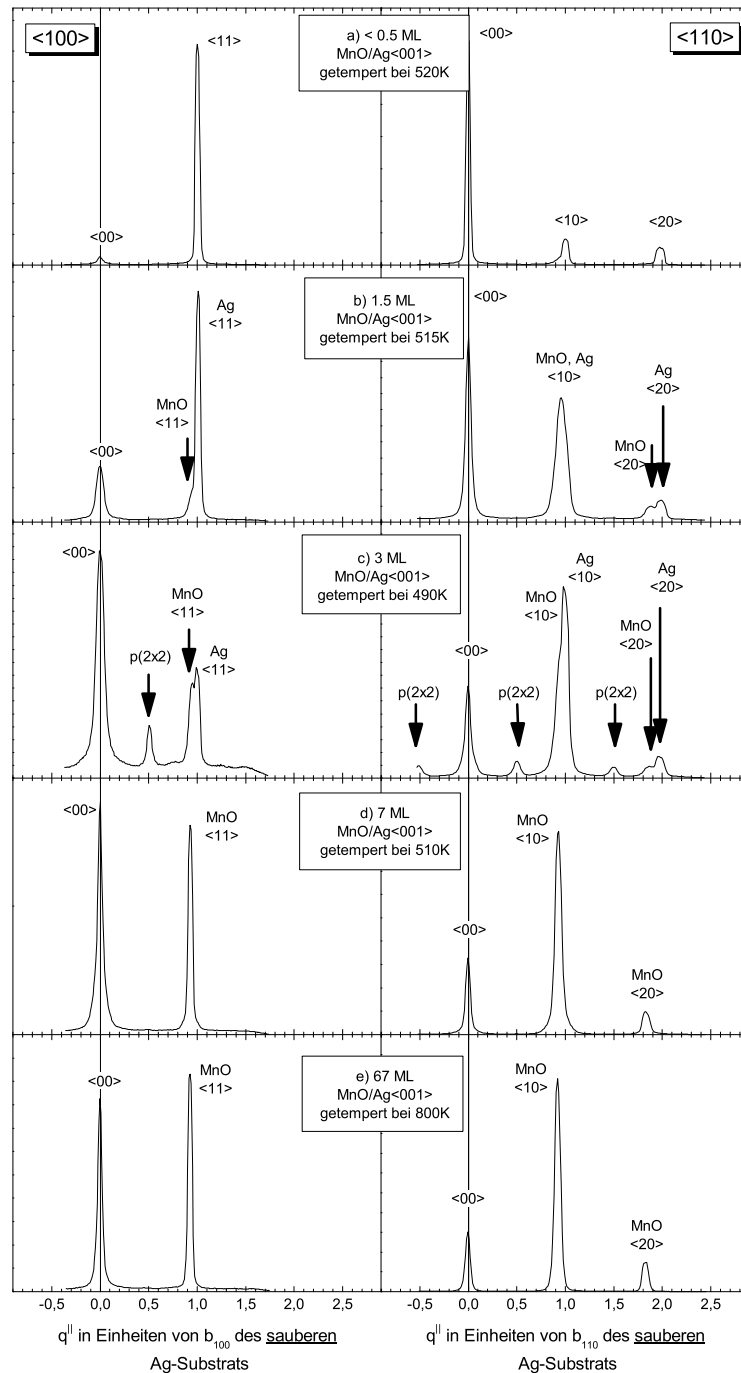 <100>
<110>
a) < 0.5 ML
MnO/Ag<001>
getempert bei 520K
<00>
<11>
<00>
<10>
<20>
b) 1.5 ML
MnO/Ag<001>
getempert bei 515K
<00>
MnO
<11>
Ag
<11>
<00>
MnO, Ag
<10>
MnO
<20>
Ag
<20>
c) 3 ML
MnO/Ag<001>
getempert bei 490K
<00>
p(2x2)
MnO
<11>
Ag
<11>
p(2x2)
<00>
p(2x2)
MnO
<10>
Ag
<10>
p(2x2)
MnO
<20>
Ag
<20>
d) 7 ML
MnO/Ag<001>
getempert bei 510K
<00>
MnO
<11>
<00>
MnO
<10>
MnO
<20>
e) 67 ML
MnO/Ag<001>
getempert bei 800K
<00>
MnO
<11>
<00>
MnO
<10>
MnO
<20>
-0,5 0,0 0,5 1,0 1,5 2,0 2,5
-0,5 0,0 0,5 1,0 1,5 2,0 2,5
q|| in Einheiten von b100 des sauberen
Ag-Substrats
q|| in Einheiten von b110 des sauberen
Ag-Substrats